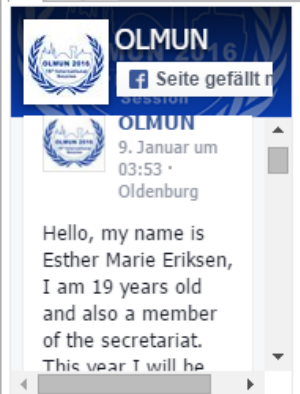 OLMUN
Seite gefällt
Session
OLMUN
9. Januar um
03:53 ·
Oldenburg
Hello, my name is
Esther Marie Eriksen,
I am 19 years old
and also a member
of the secretariat.
This year I will be